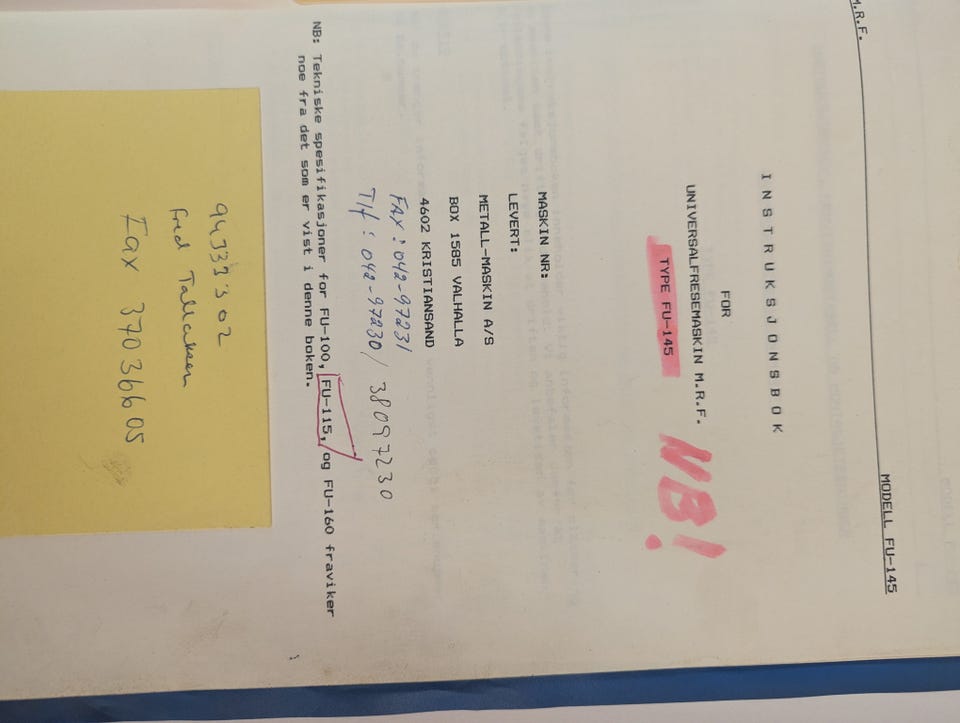 M.R.F.
MODELL FU-145
I N S T R U K S J O N S B O K
FOR
UNIVERSALFRESEMASKIN M.R.F.
TYPE FU-145
NB!
MASKIN NR:
LEVERT:
METALL-MASKIN A/S
BOX 1585 VALHALLA
4602 KRISTIANSAND
FAX: 042-97231
Tlf: 042-97230 / 38097230
NB: Tekniske spesifikasjoner for FU-100, FU-115, og FU-160 fraviker
noe fra det som er vist i denne boken.
94333302
Fred
Fax 37036605